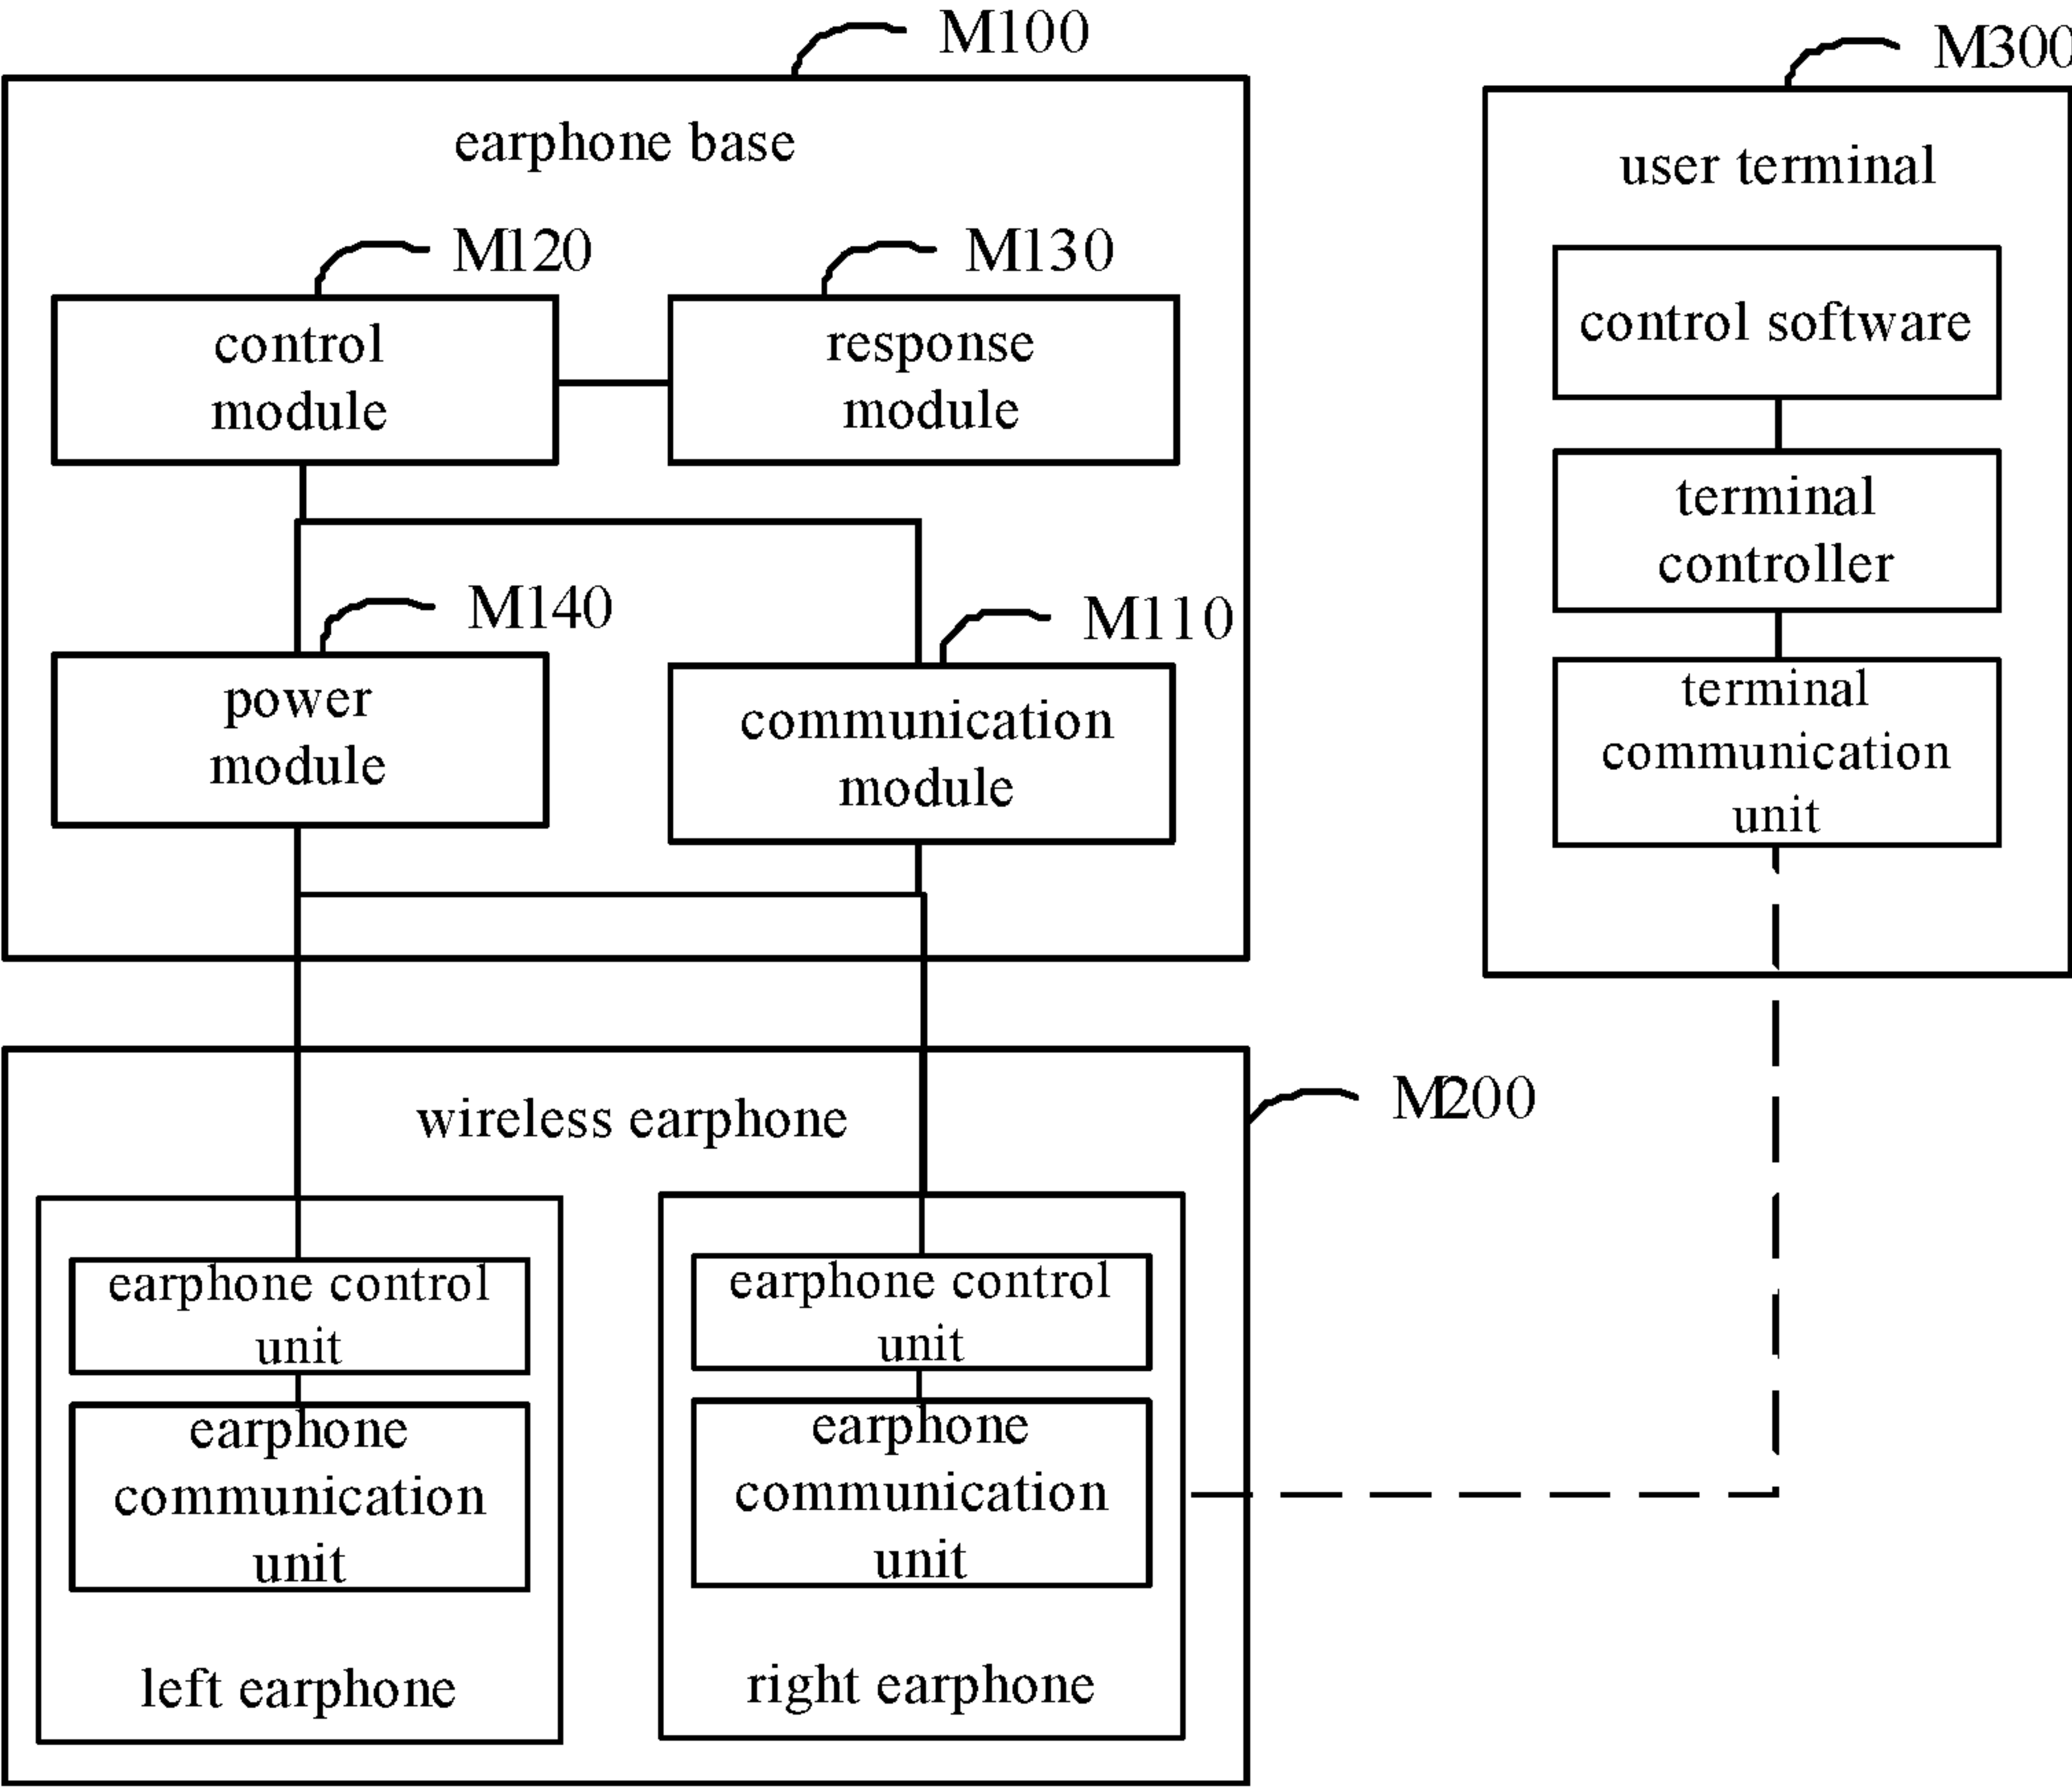 M100
earphone base
M120
control
module
M130
response
module
M140
power
module
M110
communication
module
M300
user terminal
control software
terminal
controller
terminal
communication
unit
wireless earphone
M200
earphone control
unit
earphone
communication
unit
left earphone
earphone control
unit
earphone
communication
unit
right earphone